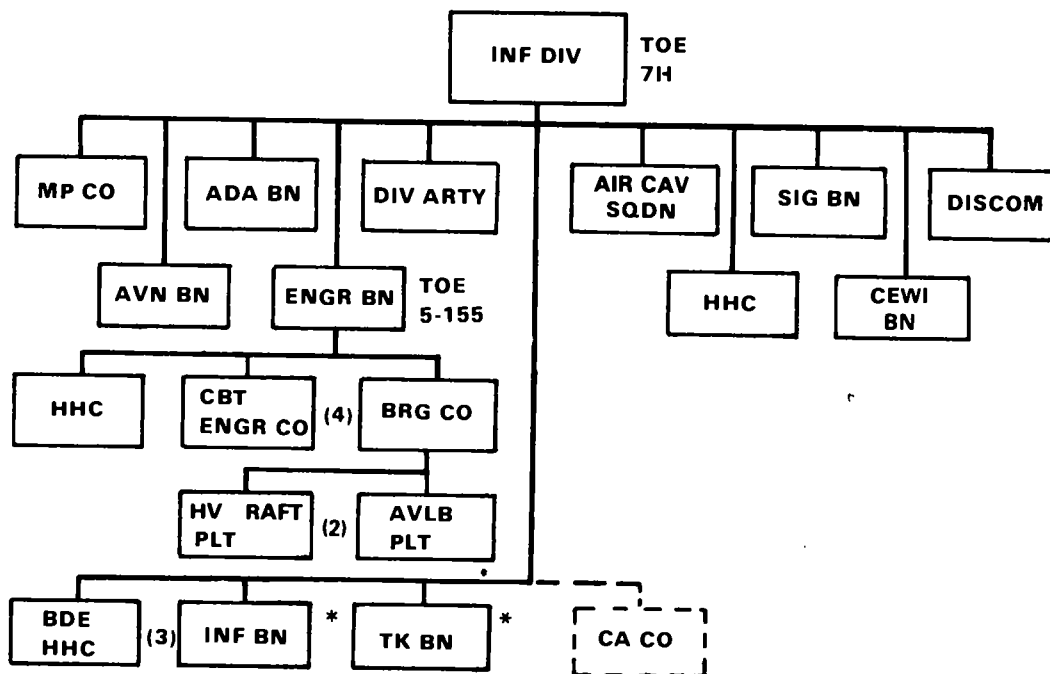 INF DIV
TOE
7H
MP CO
ADA BN
DIV ARTY
AIR CAV
SQDN
SIG BN
DISCOM
AVN BN
ENGR BN
TOE
5-155
HHC
CEWI
BN
HHC
CBT
ENGR CO
(4)
BRG CO
HV RAFT
PLT
(2)
AVLB
PLT
BDE
HHC
(3)
INF BN
*
TK BN
*
CA CO